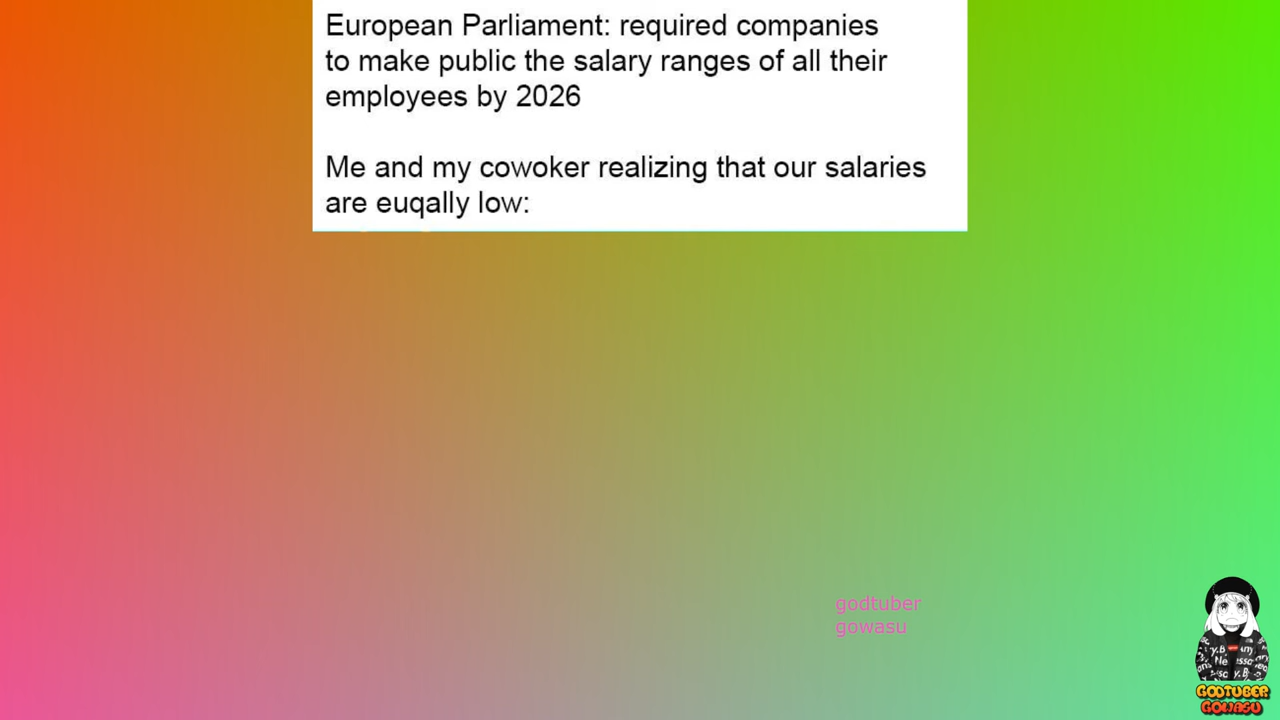 European Parliament: required companies
to make public the salary ranges of all their
employees by 2026
Me and my cowoker realizing that our salaries
are euqally low:
godtuber
gowasu
GODTUBER
GOWASU